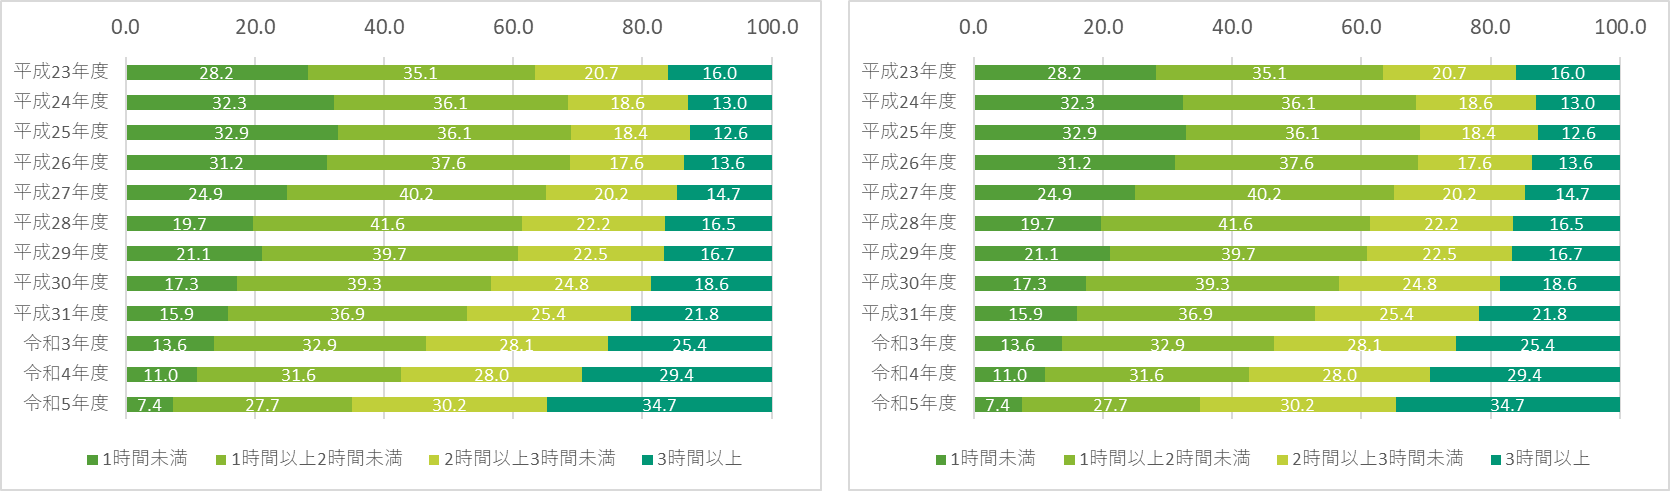 0.0 20.0 40.0 60.0 80.0 100.0
平成23年度 28.2 35.1 20.7 16.0
平成24年度 32.3 36.1 18.6 13.0
平成25年度 32.9 36.1 18.4 12.6
平成26年度 31.2 37.6 17.6 13.6
平成27年度 24.9 40.2 20.2 14.7
平成28年度 19.7 41.6 22.2 16.5
平成29年度 21.1 39.7 22.5 16.7
平成30年度 17.3 39.3 24.8 18.6
平成31年度 15.9 36.9 25.4 21.8
令和3年度 13.6 32.9 28.1 25.4
令和4年度 11.0 31.6 28.0 29.4
令和5年度 7.4 27.7 30.2 34.7
1時間未満 1時間以上2時間未満 2時間以上3時間未満 3時間以上
0.0 20.0 40.0 60.0 80.0 100.0
平成23年度 28.2 35.1 20.7 16.0
平成24年度 32.3 36.1 18.6 13.0
平成25年度 32.9 36.1 18.4 12.6
平成26年度 31.2 37.6 17.6 13.6
平成27年度 24.9 40.2 20.2 14.7
平成28年度 19.7 41.6 22.2 16.5
平成29年度 21.1 39.7 22.5 16.7
平成30年度 17.3 39.3 24.8 18.6
平成31年度 15.9 36.9 25.4 21.8
令和3年度 13.6 32.9 28.1 25.4
令和4年度 11.0 31.6 28.0 29.4
令和5年度 7.4 27.7 30.2 34.7
1時間未満 1時間以上2時間未満 2時間以上3時間未満 3時間以上